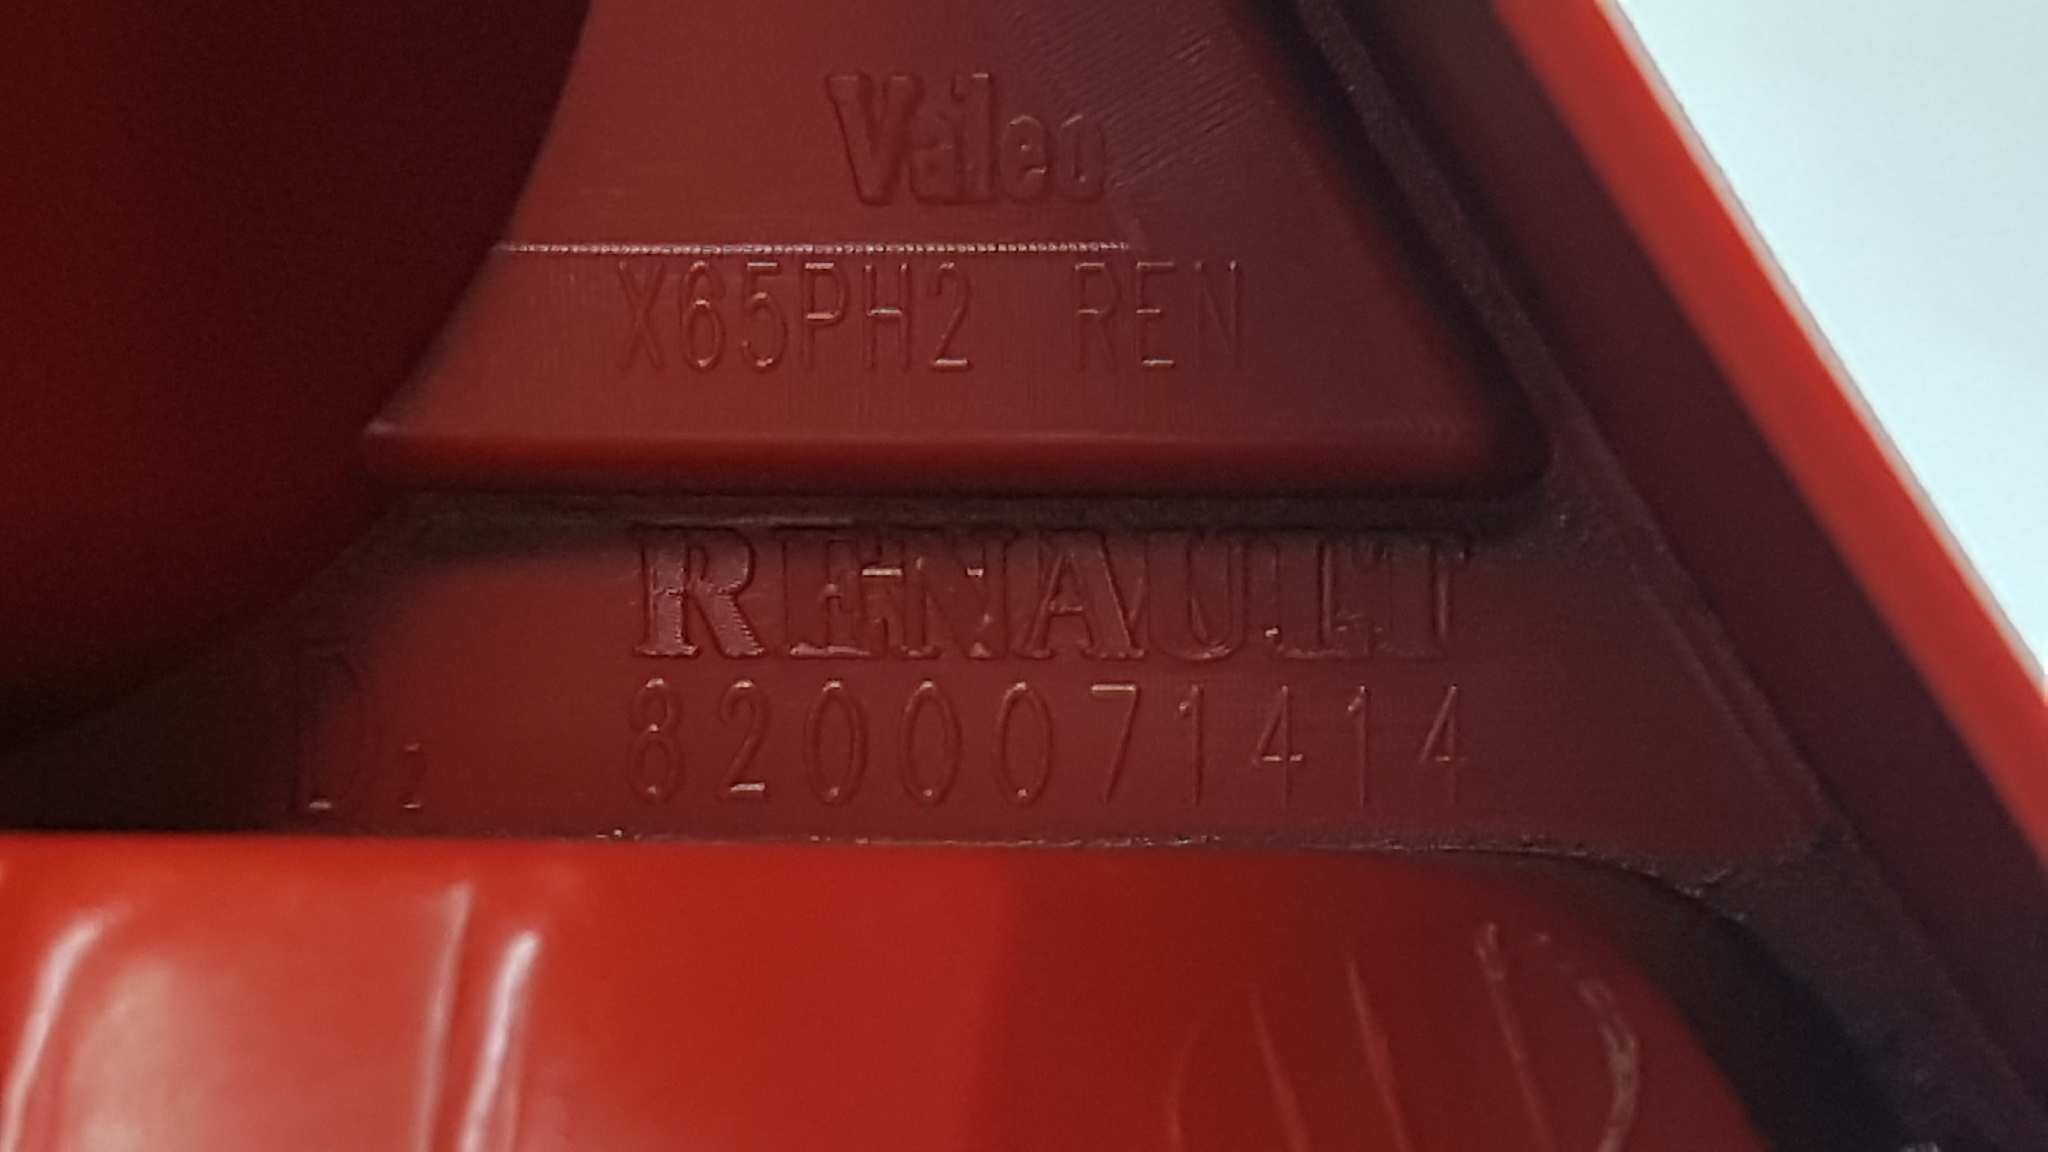 Valeo
X65PH2 REN
RENAULT
D: 8200071414